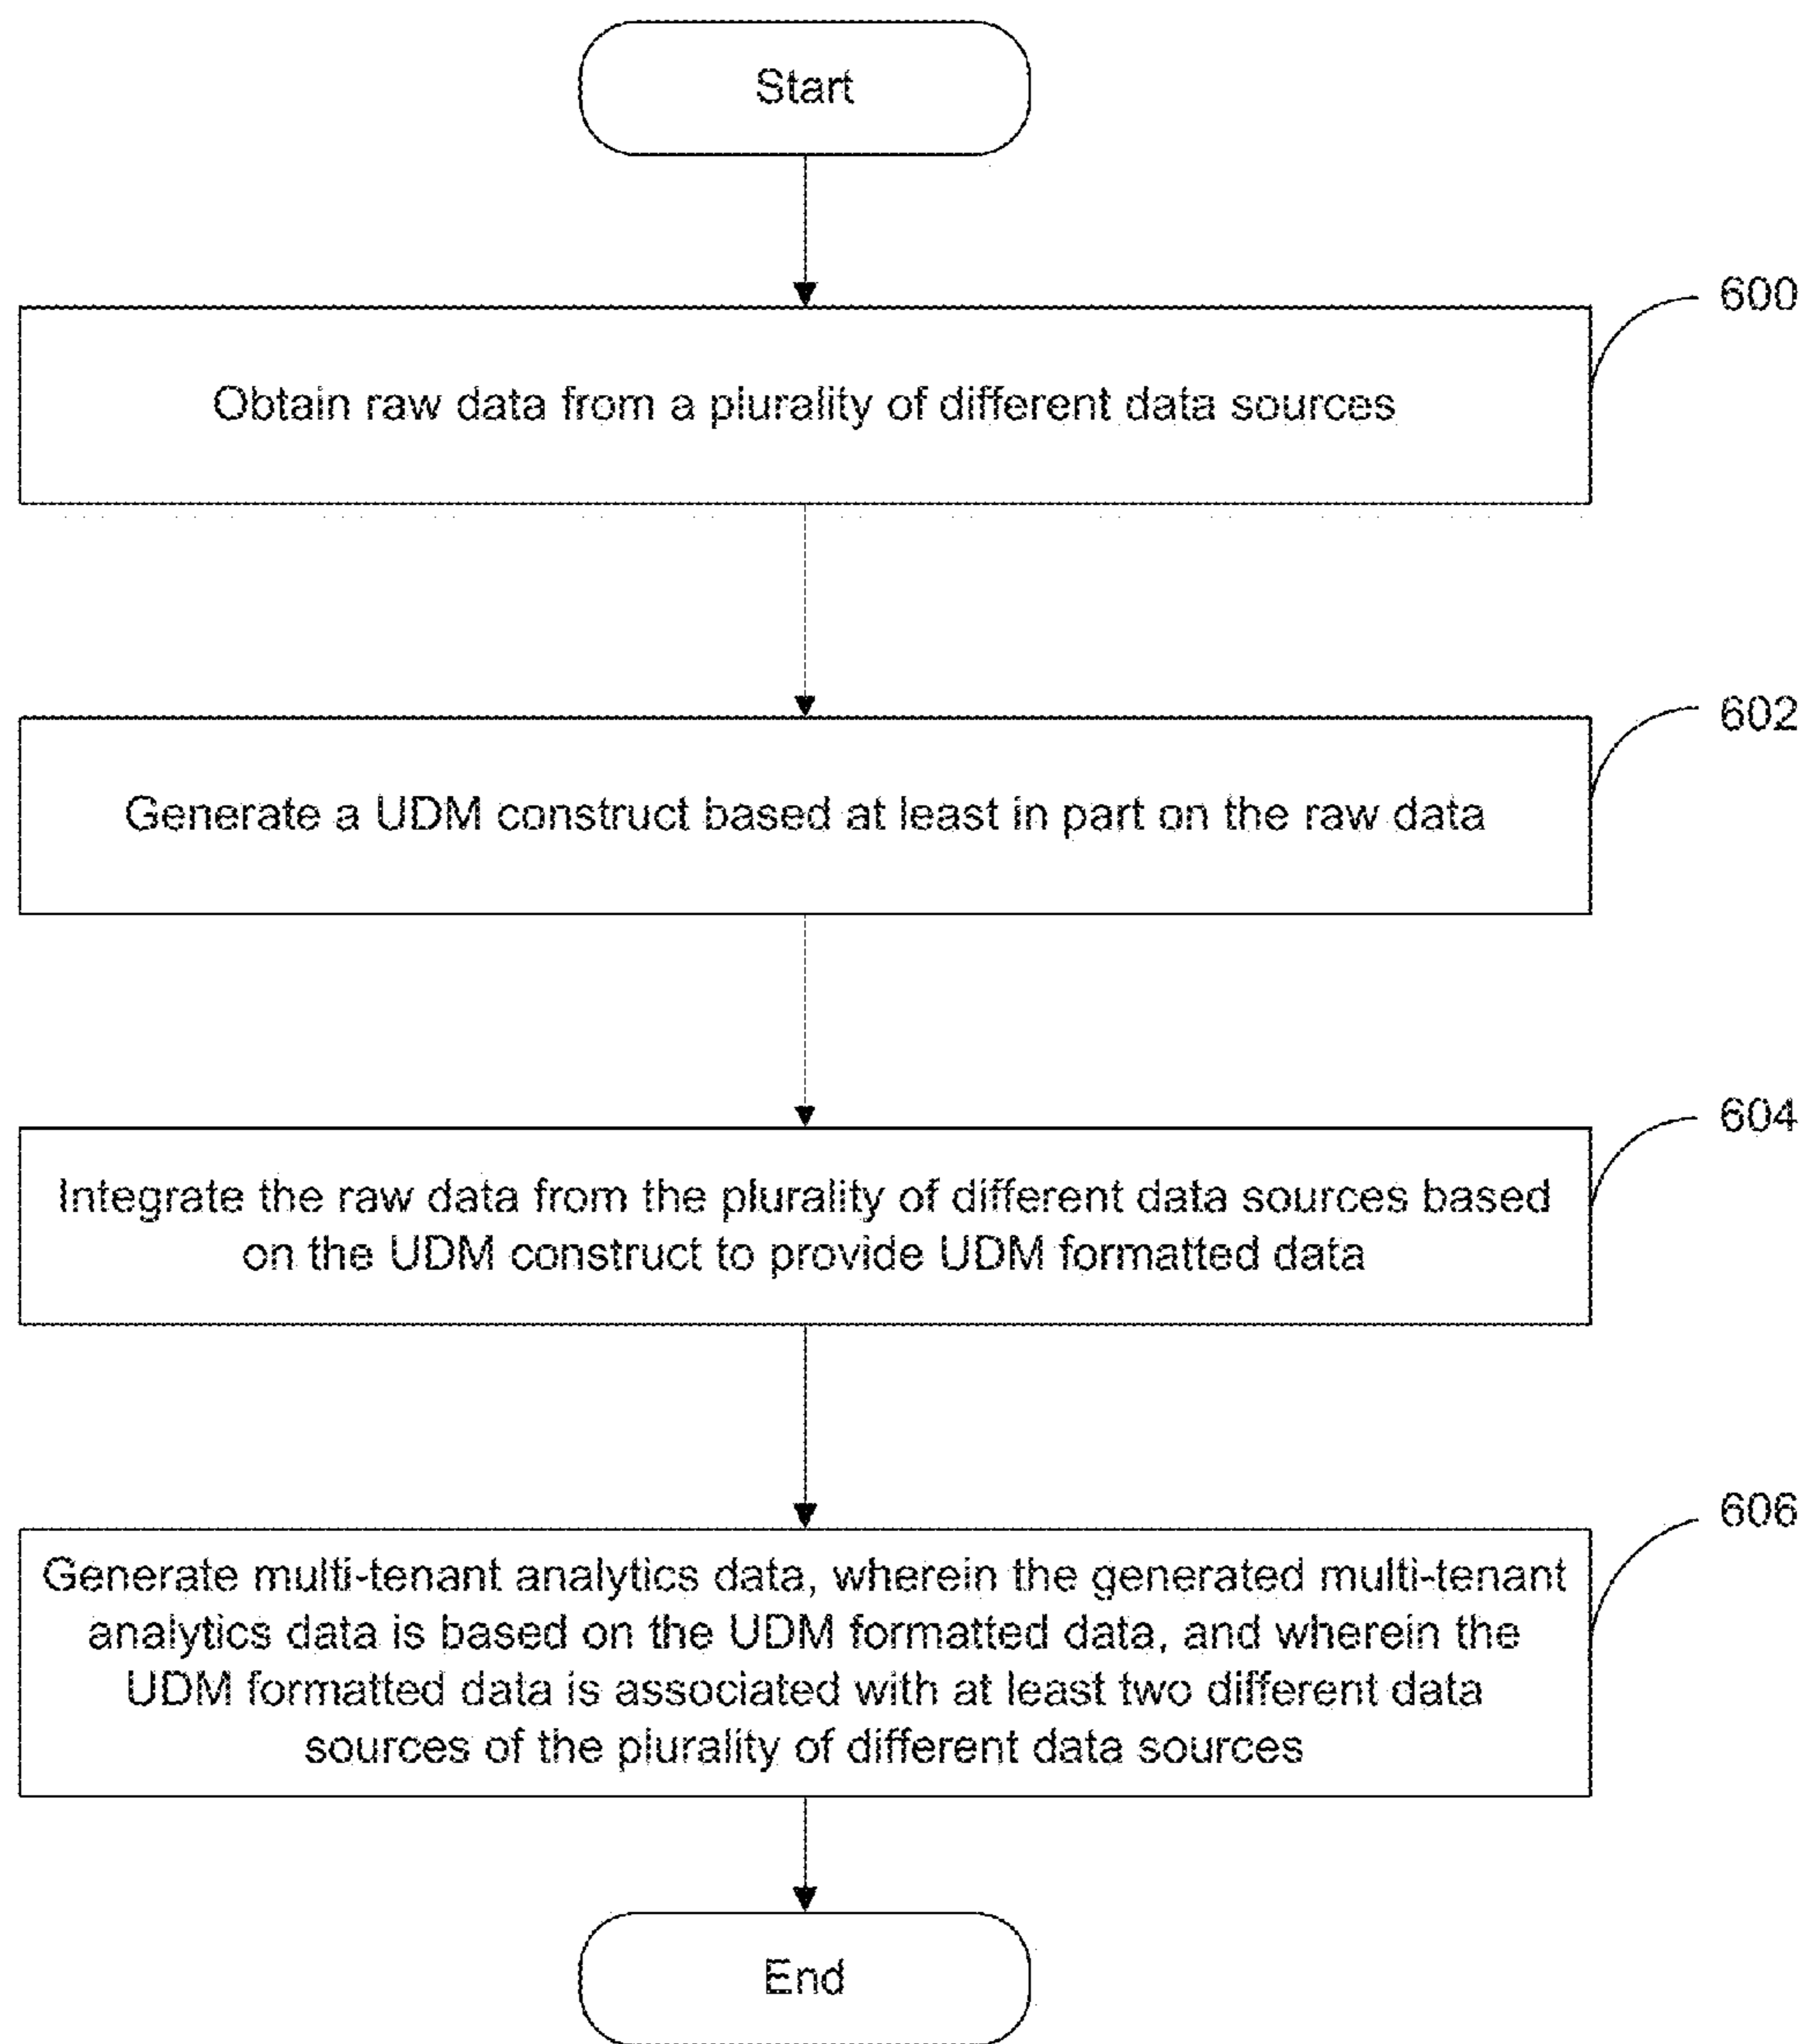 Start
600
Obtain raw data from a plurality of different data sources
602
Generate a UDM construct based at least in part on the raw data
604
Integrate the raw data from the plurality of different data sources based
on the UDM construct to provide UDM formatted data
606
Generate multi-tenant analytics data, wherein the generated multi-tenant
analytics data is based on the UDM formatted data, and wherein the
UDM formatted data is associated with at least two different data
sources of the plurality of different data sources
End